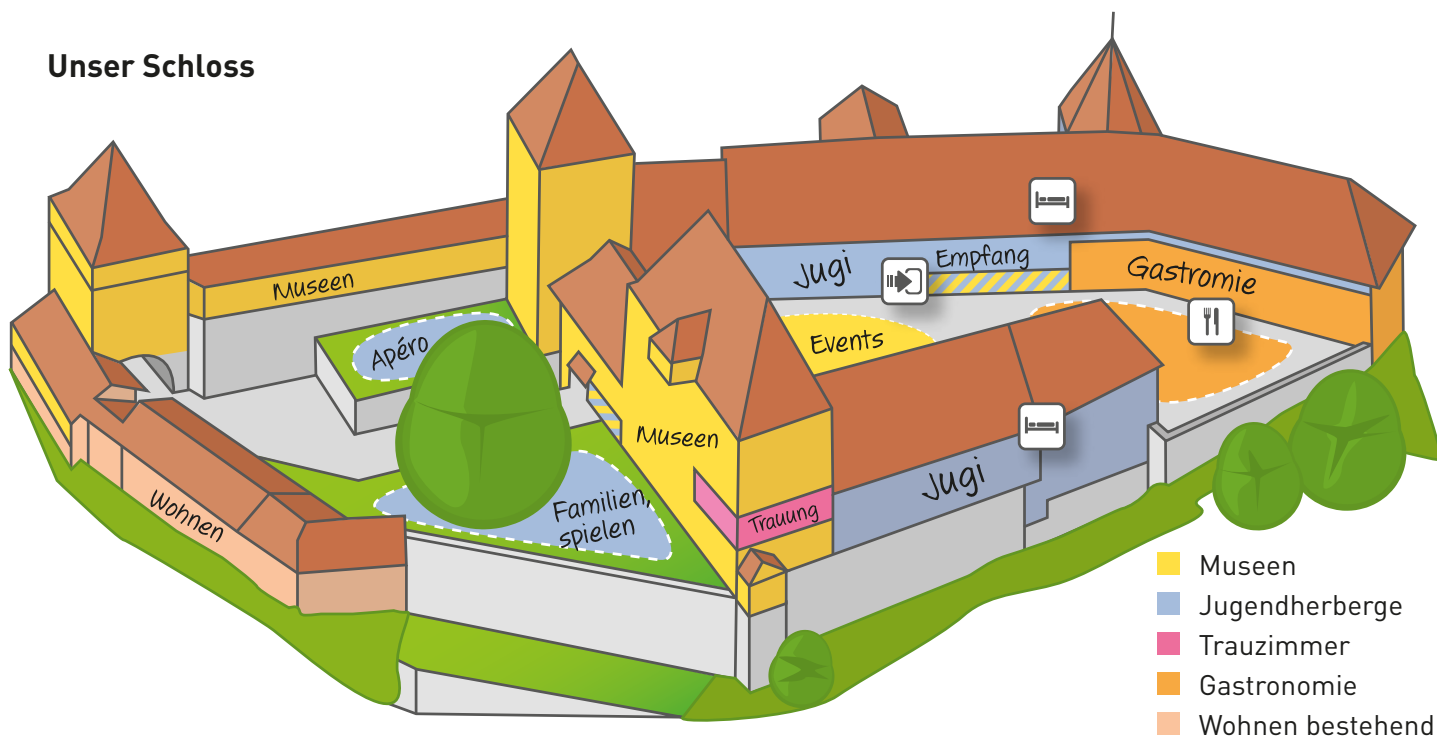 Unser Schloss
Museen
Apéro
Jugi
Empfang
Gastromie
Events
Museen
Wohnen
Familien,
spielen
Trauung
Jugi
Museen
Jugendherberge
Trauzimmer
Gastronomie
Wohnen bestehend